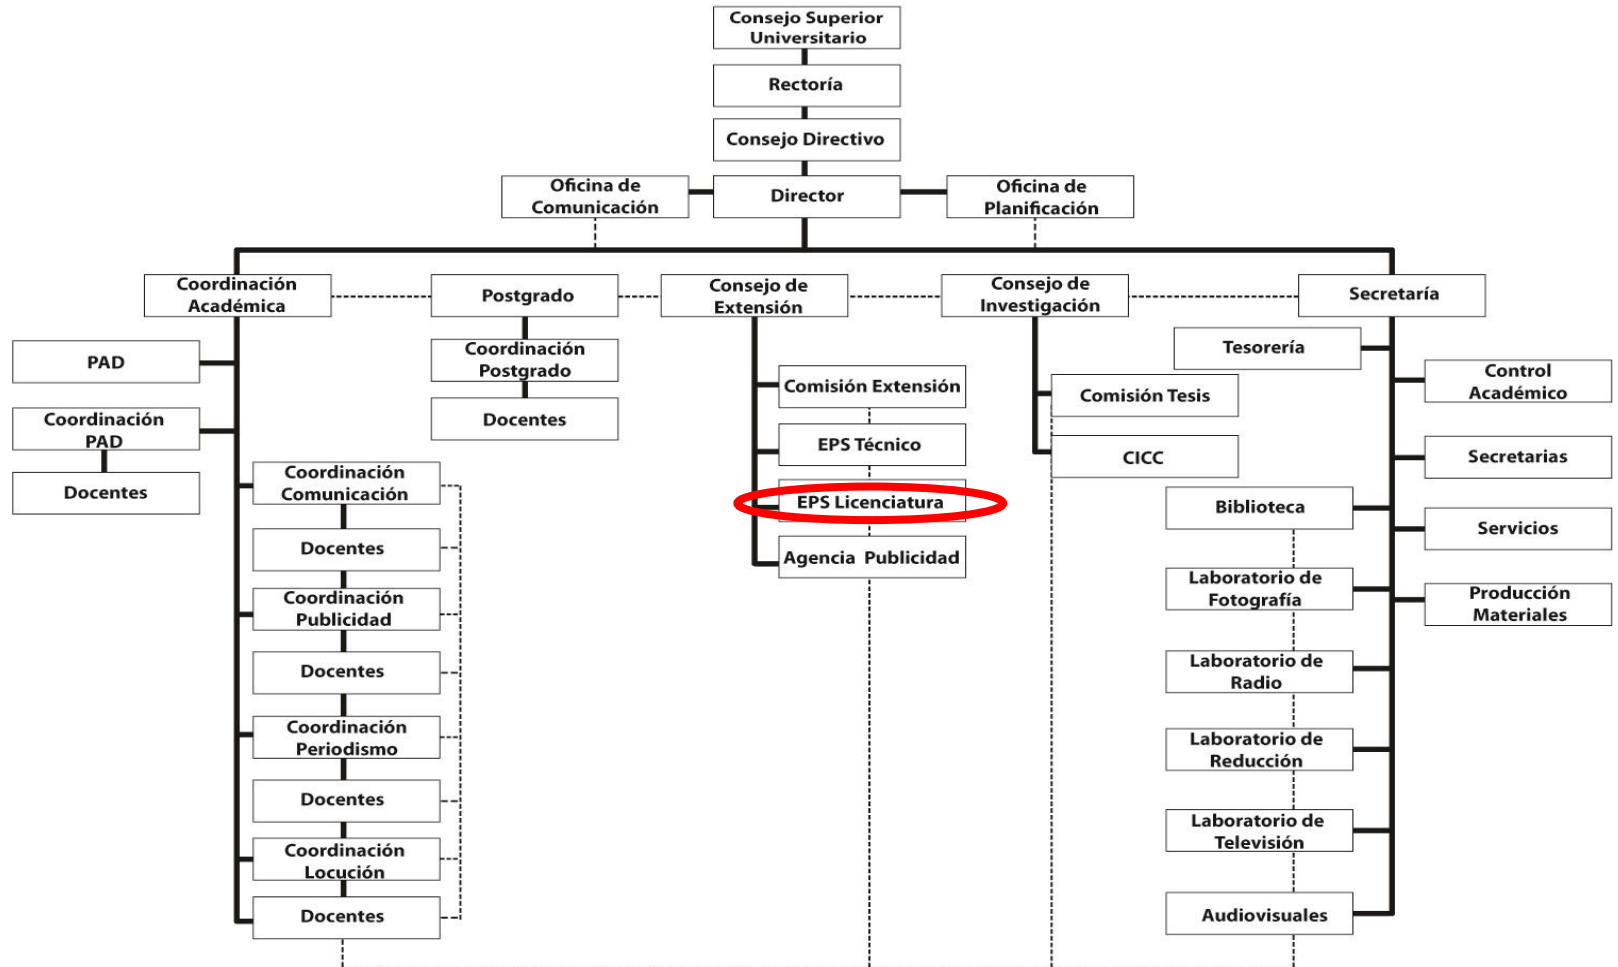 Consejo Superior
Universitario
Rectoría
Consejo Directivo
Oficina de
Comunicación
Director
Oficina de
Planificación
Coordinación
Académica
Postgrado
Consejo de
Extensión
Consejo de
Investigación
Secretaría
PAD
Coordinación
PAD
Docentes
Coordinación
Comunicación
Docentes
Coordinación
Publicidad
Docentes
Coordinación
Periodismo
Docentes
Coordinación
Locución
Docentes
Coordinación
Postgrado
Docentes
Comisión Extensión
EPS Técnico
EPS Licenciatura
Agencia Publicidad
Comisión Tesis
CICC
Tesorería
Control
Académico
Secretarias
Biblioteca
Servicios
Laboratorio de
Fotografía
Producción
Materiales
Laboratorio de
Radio
Laboratorio de
Reducción
Laboratorio de
Televisión
Audiovisuales